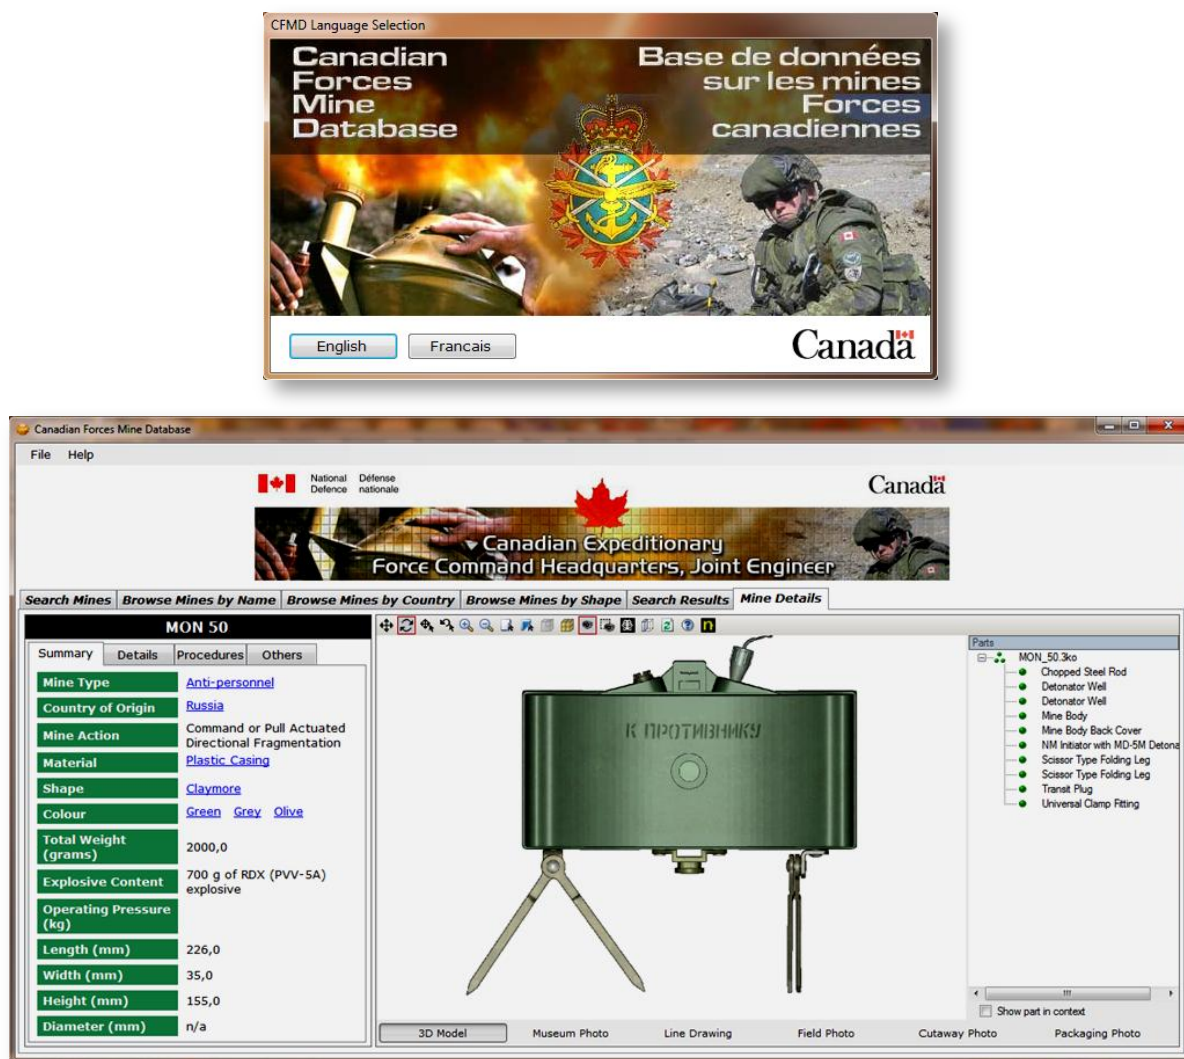 CFMD Language Selection
Canadian
Forces
Mine
Database
Base de données
sur les mines
Forces
canadiennes
English
Francais
Canada
Canadian Forces Mine Database
File Help
National Defence
Défense nationale
Canada
Canadian Expeditionary
Force Command Headquarters, Joint Engineer
Search Mines Browse Mines by Name Browse Mines by Country Browse Mines by Shape Search Results Mine Details
MON 50
Summary Details Procedures Others
Mine Type Anti-personnel
Country of Origin Russia
Mine Action Command or Pull Actuated
Directional Fragmentation
Material Plastic Casing
Shape Claymore
Colour Green Grey Olive
Total Weight
(grams) 2000,0
Explosive Content 700 g of RDX (PVV-5A)
explosive
Operating Pressure
(kg)
Length (mm) 226,0
Width (mm) 35,0
Height (mm) 155,0
Diameter (mm) n/a
К ПРОТИВНИКУ
Parts
MON_50.3ko
Chopped Steel Rod
Detonator Well
Detonator Well
Mine Body
Mine Body Back Cover
NM Initiator with MD-5M Detona
Scissor Type Folding Leg
Scissor Type Folding Leg
Transit Plug
Universal Clamp Fitting
Show part in context
3D Model Museum Photo Line Drawing Field Photo Cutaway Photo Packaging Photo